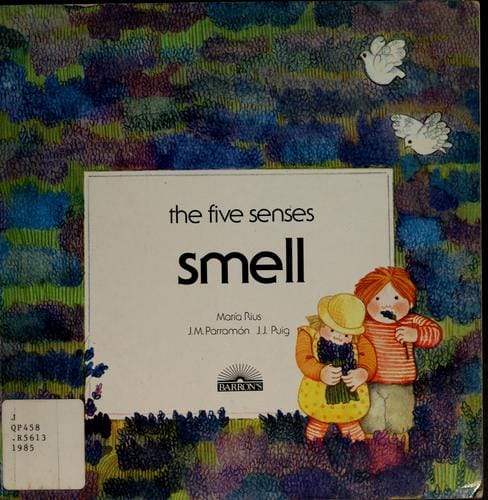 the five senses
smell
María Rius
J.M. Parramón J.J. Puig
BARRON'S
J
QP458
.R5613
1985